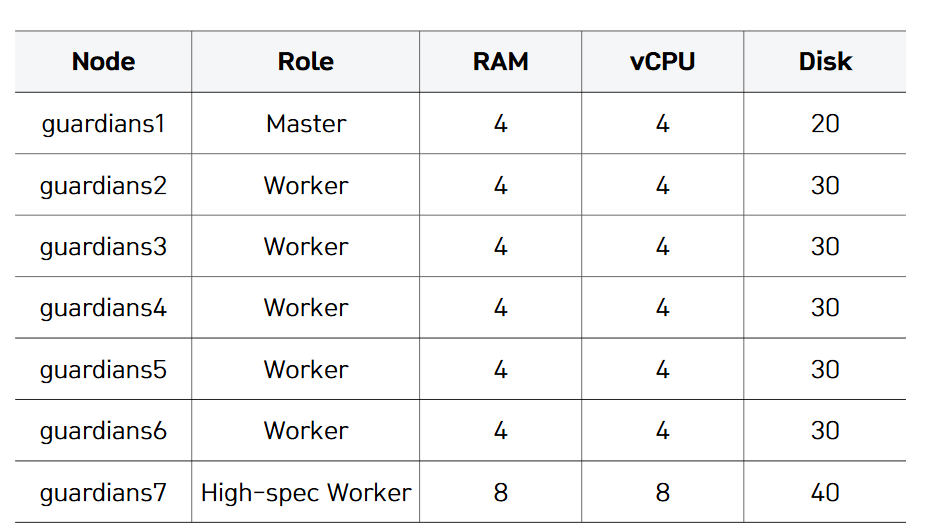 Node Role RAM vCPU Disk
guardians1 Master 4 4 20
guardians2 Worker 4 4 30
guardians3 Worker 4 4 30
guardians4 Worker 4 4 30
guardians5 Worker 4 4 30
guardians6 Worker 4 4 30
guardians7 High-spec Worker 8 8 40